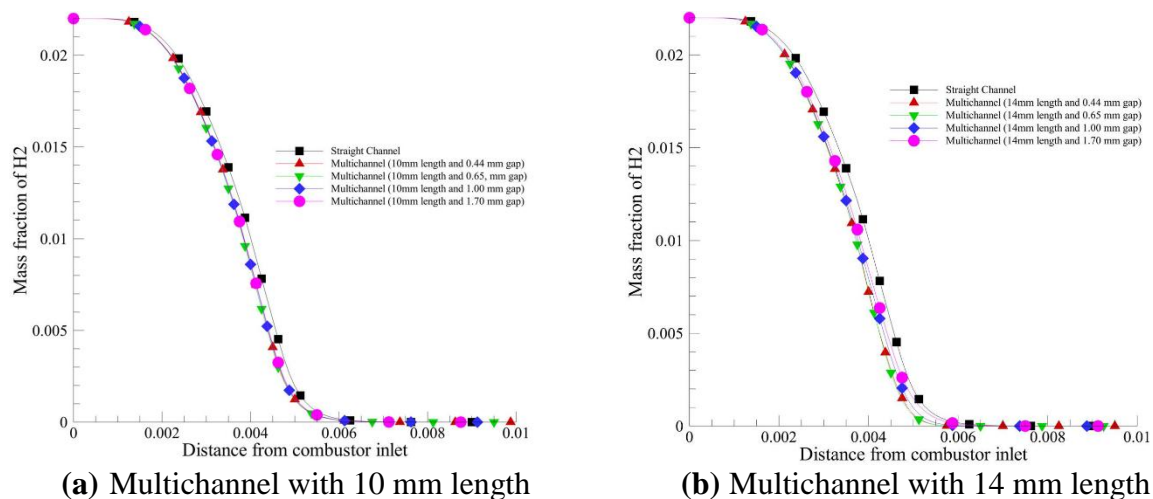 Mass fraction of H2
0.02
0.015
0.01
0.005
0
0
0.002
0.004
0.006
0.008
0.01
Distance from combustor inlet
Straight Channel
Multichannel (10mm length and 0.44 mm gap)
Multichannel (10mm length and 0.65, mm gap)
Multichannel (10mm length and 1.00 mm gap)
Multichannel (10mm length and 1.70 mm gap)
(a) Multichannel with 10 mm length
Mass fraction of H2
0.02
0.015
0.01
0.005
0
0
0.002
0.004
0.006
0.008
0.01
Distance from combustor inlet
Straight Channel
Multichannel (14mm length and 0.44 mm gap)
Multichannel (14mm length and 0.65 mm gap)
Multichannel (14mm length and 1.00 mm gap)
Multichannel (14mm length and 1.70 mm gap)
(b) Multichannel with 14 mm length